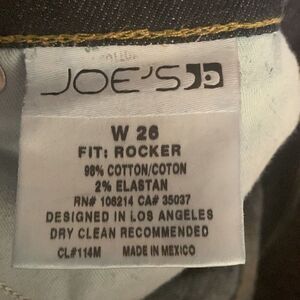 JOE'S
W 26
FIT: ROCKER
98% COTTON/COTON
2% ELASTAN
RN# 106214 CA# 35037
DESIGNED IN LOS ANGELES
DRY CLEAN RECOMMENDED
CL#114M MADE IN MEXICO